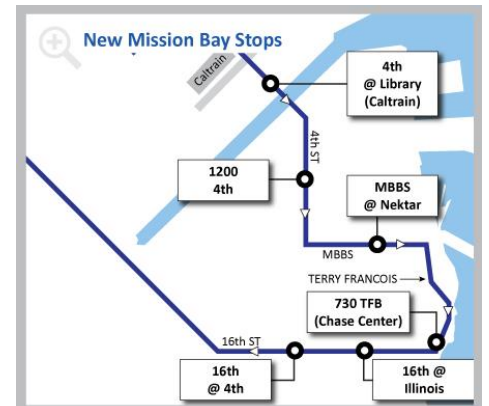 New Mission Bay Stops
Caltrain
4th
@ Library
(Caltrain)
4th ST
1200
4th
MBBS
@ Nektar
MBBS
TERRY FRANCOIS
730 TFB
(Chase Center)
16th ST
16th
@ 4th
16th @
Illinois